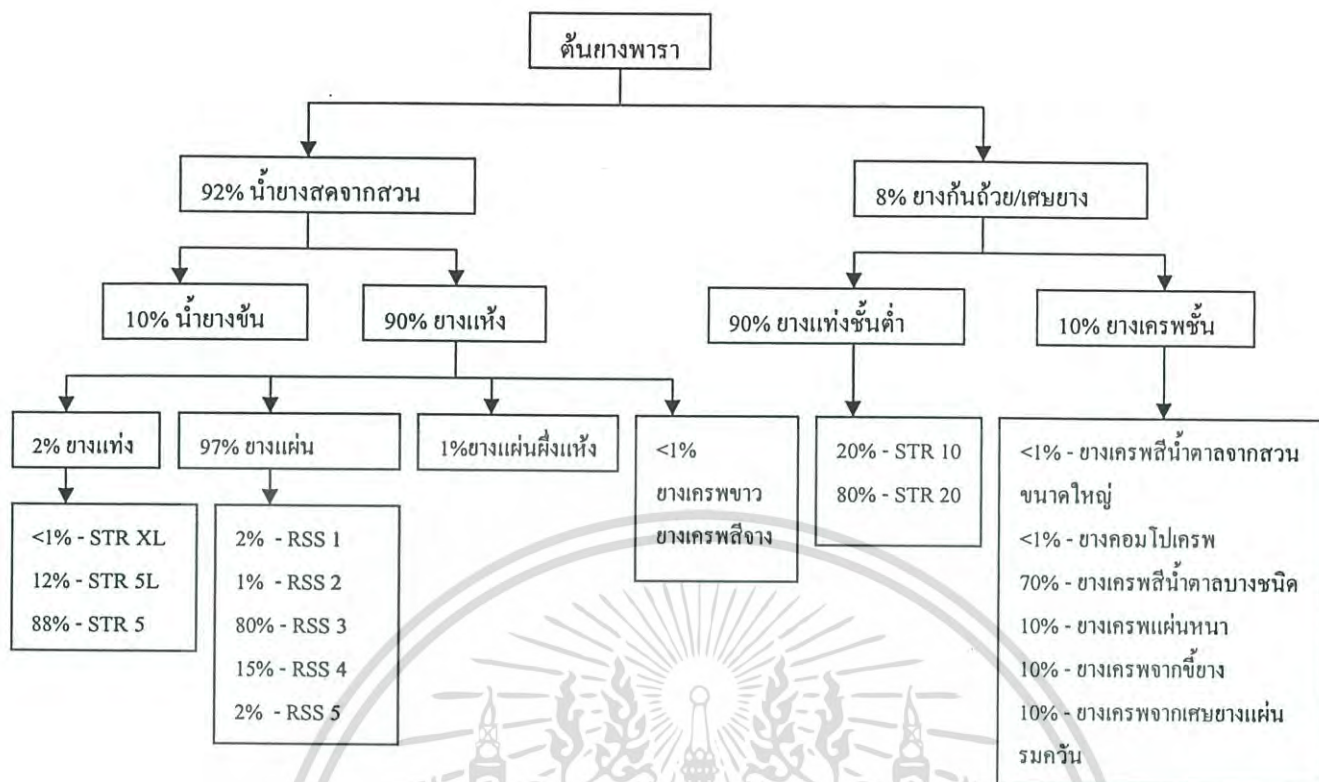 ต้นยางพารา
92% น้ำยางสดจากสวน
8% ยางก้นถ้วย/เศษยาง
10% น้ำยางข้น
90% ยางแห้ง
90% ยางแท่งชั้นต่ำ
10% ยางเครพชั้น
2% ยางแท่ง
97% ยางแผ่น
1%ยางแผ่นผึ่งแห้ง
<1%
ยางเครพขาว
ยางเครพสีจาง
20% - STR 10
80% - STR 20
<1% - ยางเครพสีน้ำตาลจากสวน
ขนาดใหญ่
<1% - ยางคอมโปเครพ
70% - ยางเครพสีน้ำตาลบางชนิด
10% - ยางเครพแผ่นหนา
10% - ยางเครพจากขี้ยาง
10% - ยางเครพจากเศษยางแผ่น
รมควัน
<1% - STR XL
12% - STR 5L
88% - STR 5
2% - RSS 1
1% - RSS 2
80% - RSS 3
15% - RSS 4
2% - RSS 5